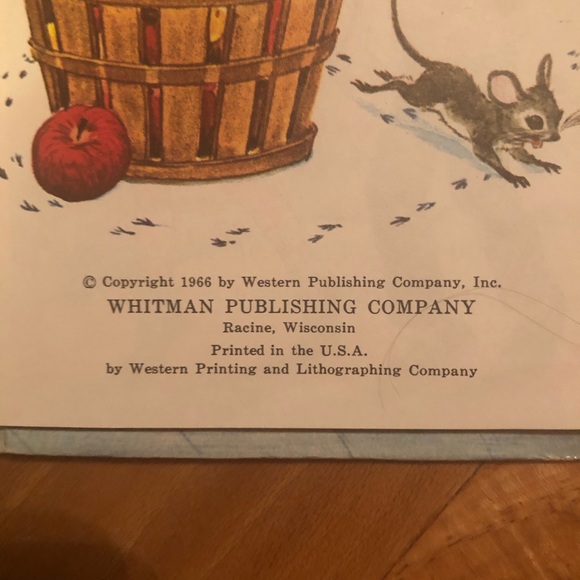 © Copyright 1966 by Western Publishing Company, Inc.
WHITMAN PUBLISHING COMPANY
Racine, Wisconsin
Printed in the U.S.A.
by Western Printing and Lithographing Company